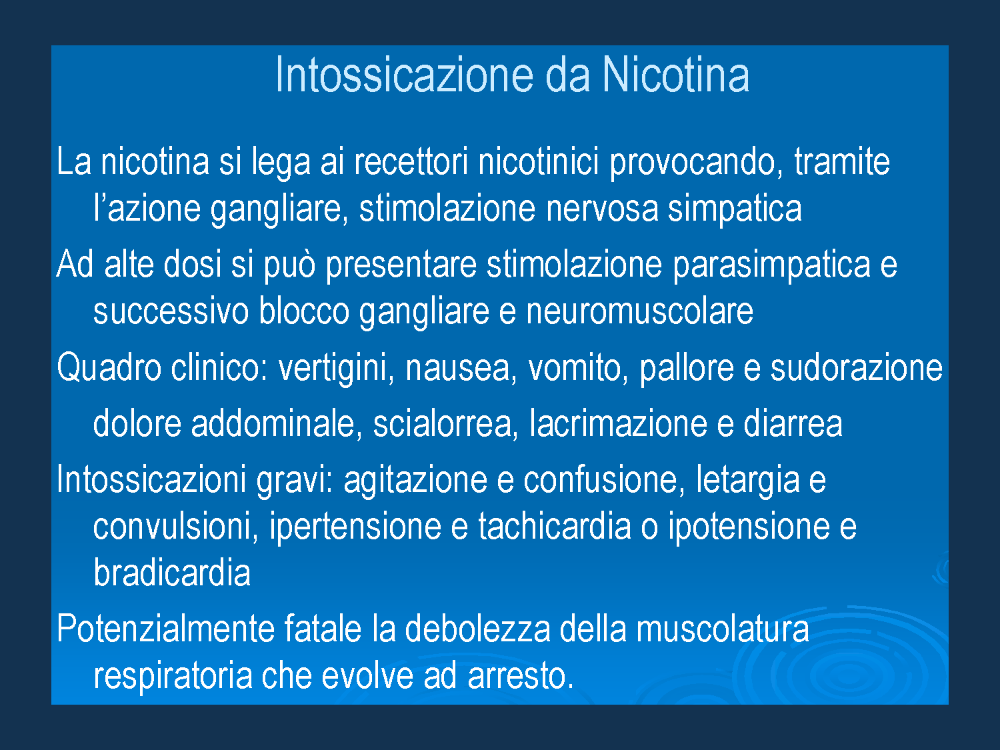 Intossicazione da Nicotina
La nicotina si lega ai recettori nicotinici provocando, tramite
l’azione gangliare, stimolazione nervosa simpatica
Ad alte dosi si può presentare stimolazione parasimpatica e
successivo blocco gangliare e neuromuscolare
Quadro clinico: vertigini, nausea, vomito, pallore e sudorazione
dolore addominale, scialorrea, lacrimazione e diarrea
Intossicazioni gravi: agitazione e confusione, letargia e
convulsioni, ipertensione e tachicardia o ipotensione e
bradicardia
Potenzialmente fatale la debolezza della muscolatura
respiratoria che evolve ad arresto.